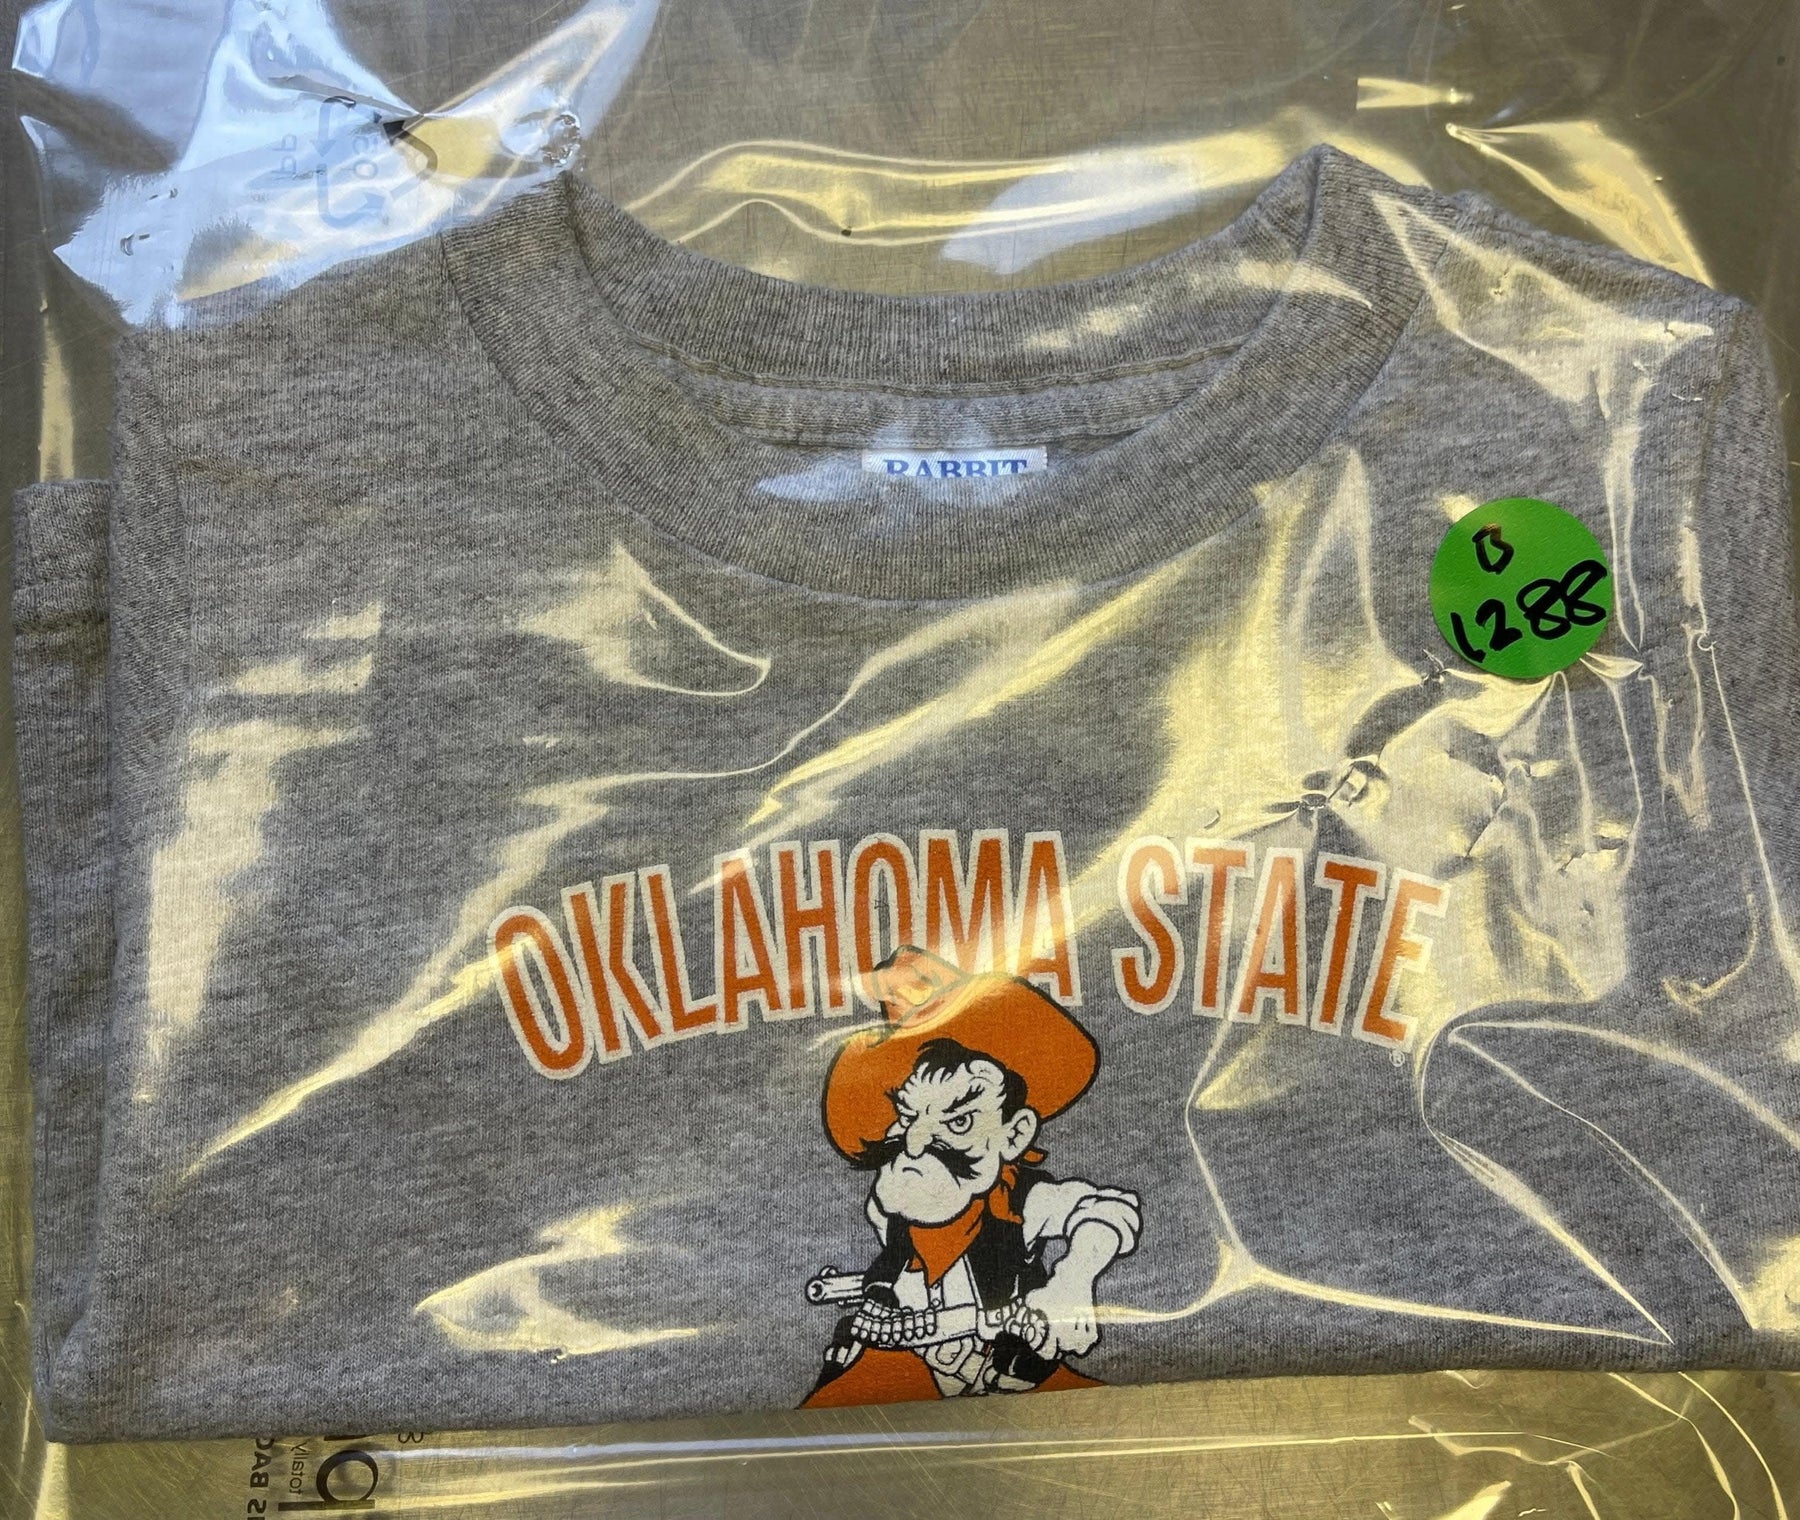 RABBIT
B
1288
OKLAHOMA STATE
®